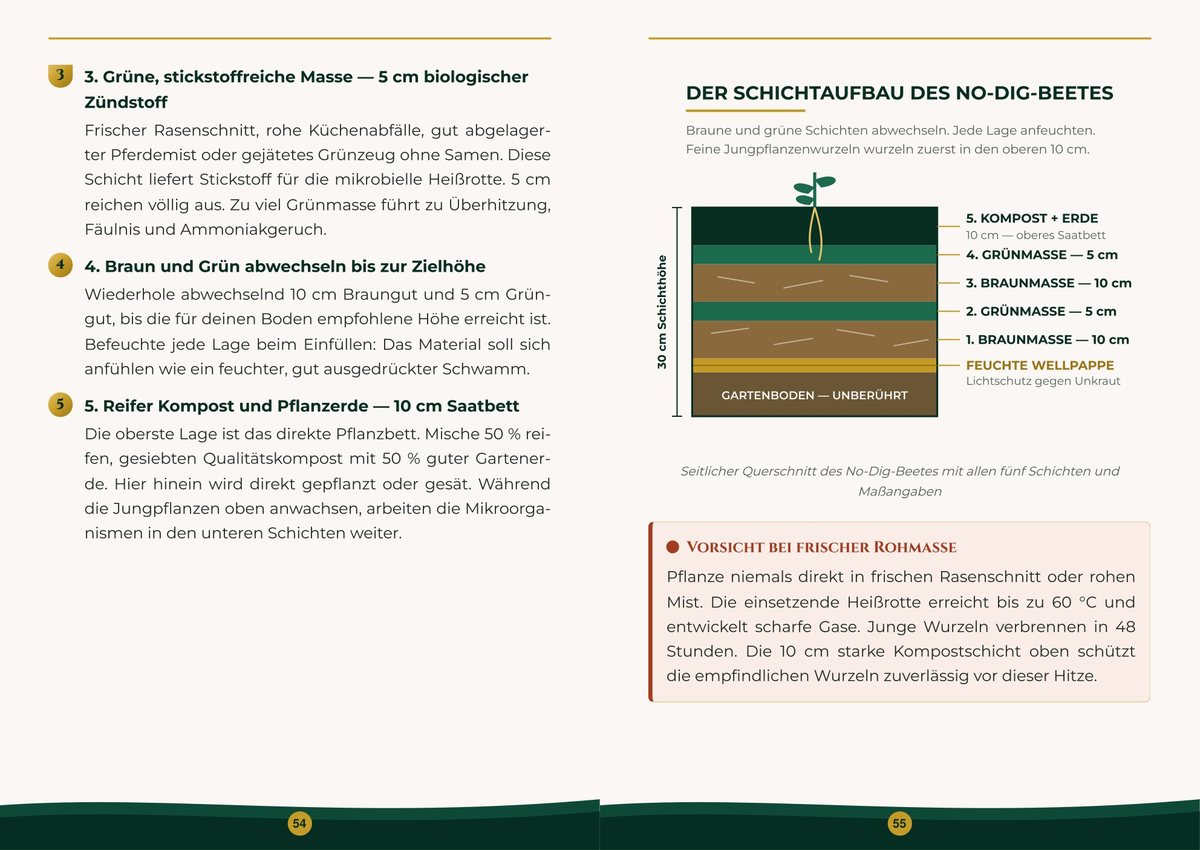 3
3. Grüne, stickstoffreiche Masse — 5 cm biologischer
Zündstoff
Frischer Rasenschnitt, rohe Küchenabfälle, gut abgelager-
ter Pferdemist oder gejätetes Grünzeug ohne Samen. Diese
Schicht liefert Stickstoff für die mikrobielle Heißrotte. 5 cm
reichen völlig aus. Zu viel Grünmasse führt zu Überhitzung,
Fäulnis und Ammoniakgeruch.
4
4. Braun und Grün abwechseln bis zur Zielhöhe
Wiederhole abwechselnd 10 cm Braungut und 5 cm Grün-
gut, bis die für deinen Boden empfohlene Höhe erreicht ist.
Befeuchte jede Lage beim Einfüllen: Das Material soll sich
anfühlen wie ein feuchter, gut ausgedrückter Schwamm.
5
5. Reifer Kompost und Pflanzerde — 10 cm Saatbett
Die oberste Lage ist das direkte Pflanzbett. Mische 50 % rei-
fen, gesiebten Qualitätskompost mit 50 % guter Gartener-
de. Hier hinein wird direkt gepflanzt oder gesät. Während
die Jungpflanzen oben anwachsen, arbeiten die Mikroorga-
nismen in den unteren Schichten weiter.
54
DER SCHICHTAUFBAU DES NO-DIG-BEETES
Braune und grüne Schichten abwechseln. Jede Lage anfeuchten.
Feine Jungpflanzenwurzeln wurzeln zuerst in den oberen 10 cm.
30 cm Schichthöhe
5. KOMPOST + ERDE
10 cm — oberes Saatbett
4. GRÜNMASSE — 5 cm
3. BRAUNMASSE — 10 cm
2. GRÜNMASSE — 5 cm
1. BRAUNMASSE — 10 cm
FEUCHTE WELLPAPPE
Lichtschutz gegen Unkraut
GARTENBODEN — UNBERÜHRT
Seitlicher Querschnitt des No-Dig-Beetes mit allen fünf Schichten und
Maßangaben
Vorsicht bei frischer Rohmasse
Pflanze niemals direkt in frischen Rasenschnitt oder rohen
Mist. Die einsetzende Heißrotte erreicht bis zu 60 °C und
entwickelt scharfe Gase. Junge Wurzeln verbrennen in 48
Stunden. Die 10 cm starke Kompostschicht oben schützt
die empfindlichen Wurzeln zuverlässig vor dieser Hitze.
55